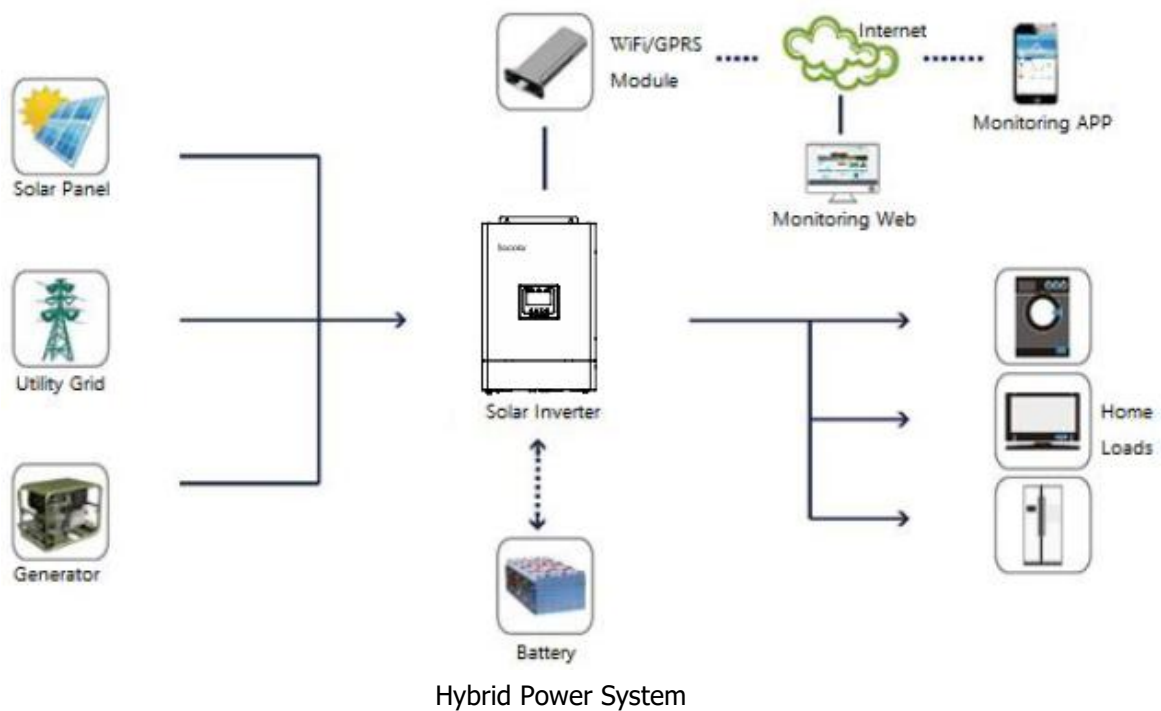 WiFi/GPRS
Module
Internet
Monitoring APP
Monitoring Web
Solar Panel
Utility Grid
Generator
Solar Inverter
Battery
Home
Loads
Hybrid Power System